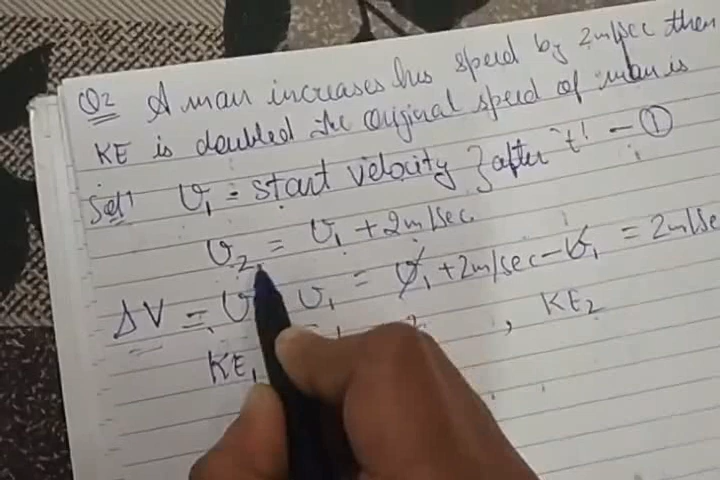 Q2 A man increases his speed by 2m/sec then
KE is doubled the original speed of man is
Sol! V1 = start velocity } after 't' - ①
V2 = V1 + 2m/sec.
ΔV = V V1 = V1 + 2m/sec - V1 = 2m/sec
KE1 , KE2